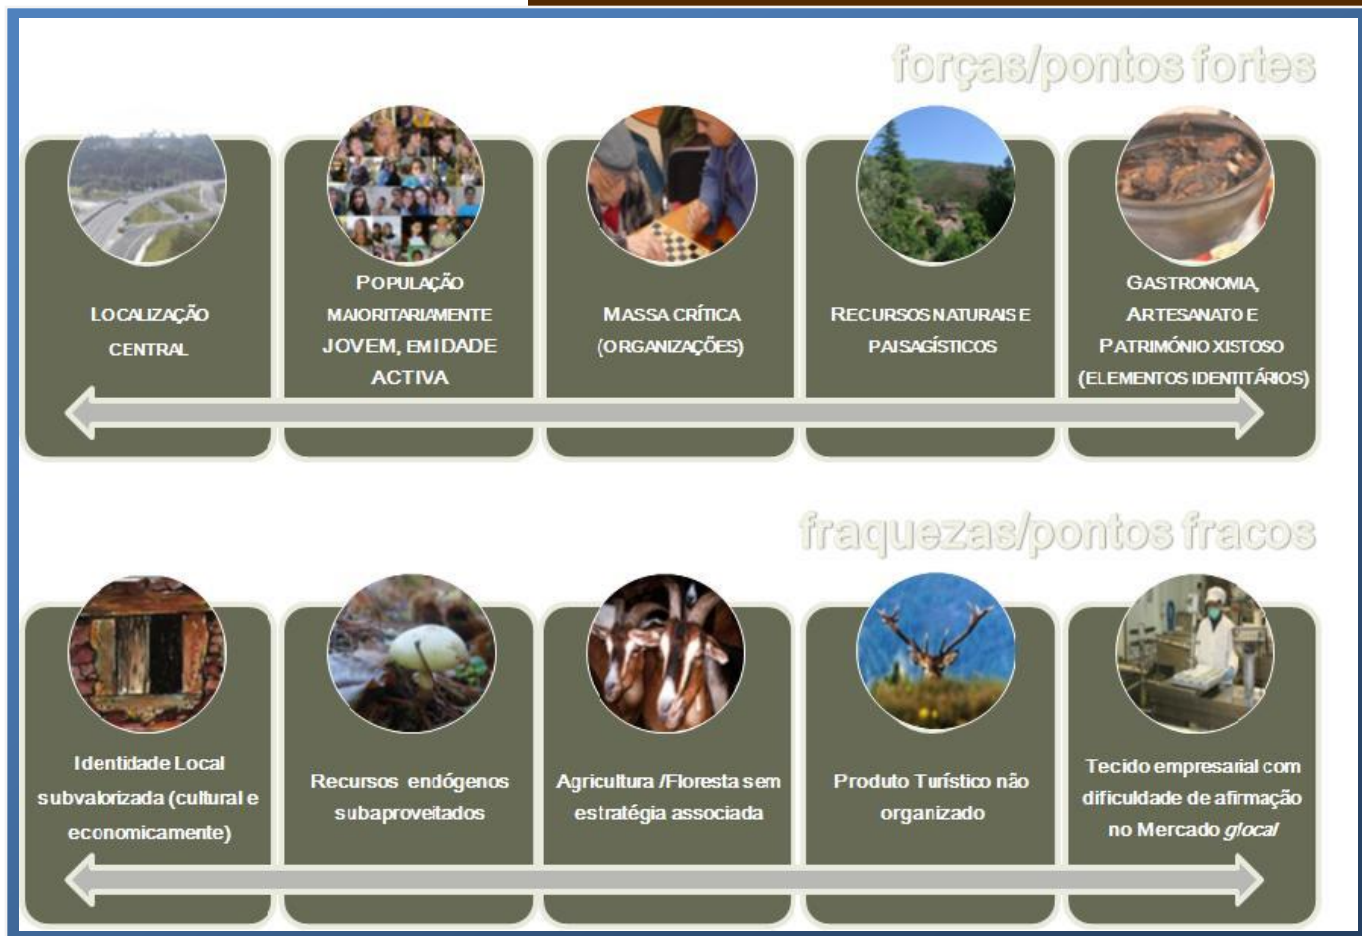 forças/pontos fortes
LOCALIZAÇÃO
CENTRAL
POPULAÇÃO
MAIORITARIAMENTE
JOVEM, EM IDADE
ACTIVA
MASSA CRÍTICA
(ORGANIZAÇÕES)
RECURSOS NATURAIS E
PAISAGÍSTICOS
GASTRONOMIA,
ARTESANATO E
PATRIMÓNIO XISTOSO
(ELEMENTOS IDENTITÁRIOS)
fraquezas/pontos fracos
Identidade Local
subvalorizada (cultural e
economicamente)
Recursos endógenos
subaproveitados
Agricultura /Floresta sem
estratégia associada
Produto Turístico não
organizado
Tecido empresarial com
dificuldade de afirmação
no Mercado glocal